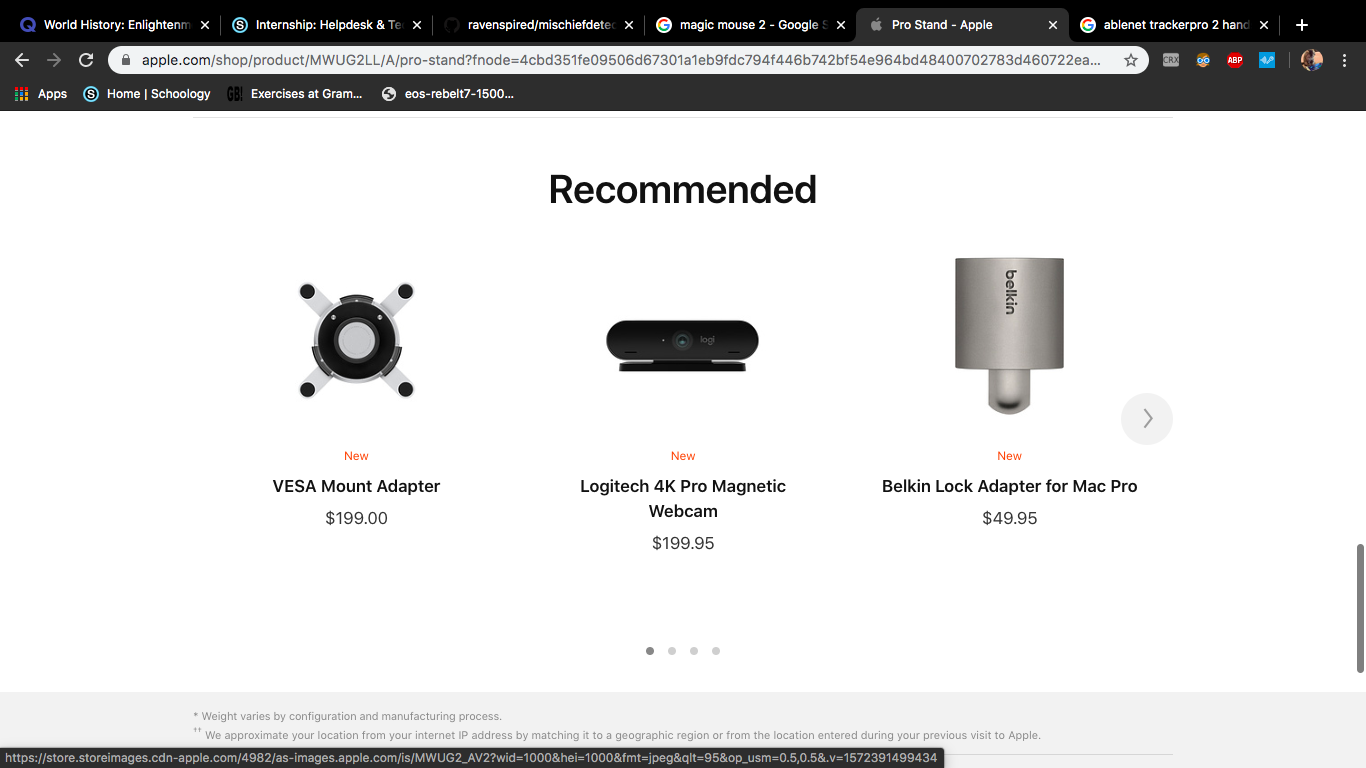 World History: Enlightenm
Internship: Helpdesk & Te
ravenspired/mischiefdete
magic mouse 2 - Google S
Pro Stand - Apple
ablenet trackerpro 2 hand
apple.com/shop/product/MWUG2LL/A/pro-stand?fnode=4cbd351fe09506d67301a1eb9fdc794f446b742bf54e964bd48400702783d460722ea...
CRX
ABP
Apps
Home | Schoology
GB!
Exercises at Gram...
eos-rebelt7-1500...
Recommended
logi
belkin
New
VESA Mount Adapter
$199.00
New
Logitech 4K Pro Magnetic
Webcam
$199.95
New
Belkin Lock Adapter for Mac Pro
$49.95
* Weight varies by configuration and manufacturing process.
†† We approximate your location from your internet IP address by matching it to a geographic region or from the location entered during your previous visit to Apple.
https://store.storeimages.cdn-apple.com/4982/as-images.apple.com/is/MWUG2_AV2?wid=1000&hei=1000&fmt=jpeg&qlt=95&op_usm=0.5,0.5&.v=1572391499434